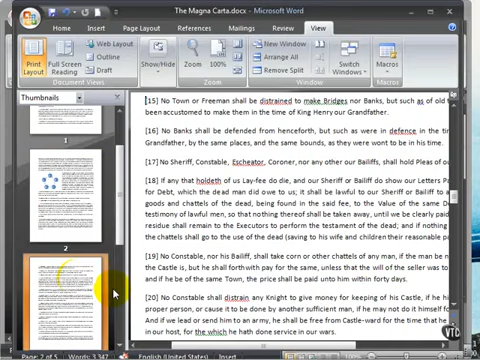 The Magna Carta.docx - Microsoft Word
Home Insert Page Layout References Mailings Review View
Print Layout
Full Screen Reading
Web Layout
Outline
Draft
Document Views
Show/Hide
Zoom
100%
Zoom
New Window
Arrange All
Remove Split
Switch Windows
Window
Macros
Macros
Thumbnails
1
2
[15] No Town or Freeman shall be distrained to make Bridges nor Banks, but such as of old
been accustomed to make them in the time of King Henry our Grandfather.
[16] No Banks shall be defended from henceforth, but such as were in defence in the
Grandfather, by the same places, and the same bounds, as they were wont to be in his time.
[17] No Sheriff, Constable, Escheator, Coroner, nor any other our Bailiffs, shall hold Pleas of
[18] If any that holdeth of us Lay-fee do die, and our Sheriff or Bailiff do show our Letters
for Debt, which the dead man did owe to us; it shall be lawful to our Sheriff or Bailiff to
goods and chattels of the dead, being found in the said fee, to the Value of the same
testimony of lawful men, so that nothing thereof shall be taken away, until we be clearly
residue shall remain to the Executors to perform the testament of the dead; and if nothing
the chattels shall go to the use of the dead (saving to his wife and children their reasonable
[19] No Constable, nor his Bailiff, shall take corn or other chattels of any man, if the man be
the Castle is, but he shall forthwith pay for the same, unless that the will of the seller was to
and if he be of the same Town, the price shall be paid unto him within forty days.
[20] No Constable shall distrain any Knight to give money for keeping of his Castle, if he
proper person, or cause it to be done by another sufficient man, if he may not do it himself
And if we lead or send him to an army, he shall be free from Castle-ward for the time that he
in our host, for the which he hath done service in our wars.
Page: 2 of 5 Words: 3,347 English (United States) Insert 100%
VTC